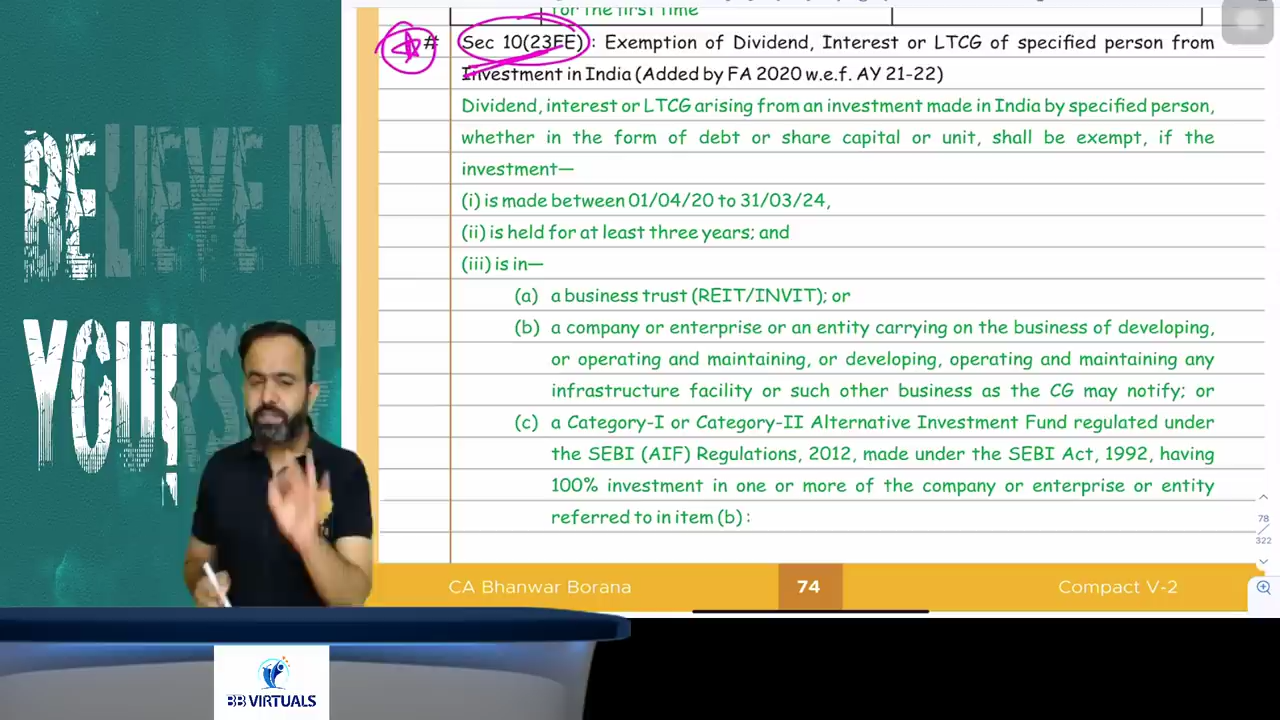 for the first time
# Sec 10(23FE) : Exemption of Dividend, Interest or LTCG of specified person from
Investment in India (Added by FA 2020 w.e.f. AY 21-22)
Dividend, interest or LTCG arising from an investment made in India by specified person,
whether in the form of debt or share capital or unit, shall be exempt, if the
investment—
(i) is made between 01/04/20 to 31/03/24,
(ii) is held for at least three years; and
(iii) is in—
(a) a business trust (REIT/INVIT); or
(b) a company or enterprise or an entity carrying on the business of developing,
or operating and maintaining, or developing, operating and maintaining any
infrastructure facility or such other business as the CG may notify; or
(c) a Category-I or Category-II Alternative Investment Fund regulated under
the SEBI (AIF) Regulations, 2012, made under the SEBI Act, 1992, having
100% investment in one or more of the company or enterprise or entity
referred to in item (b) :
CA Bhanwar Borana
74
Compact V-2
78
322
BELIEVE IN
BB VIRTUALS